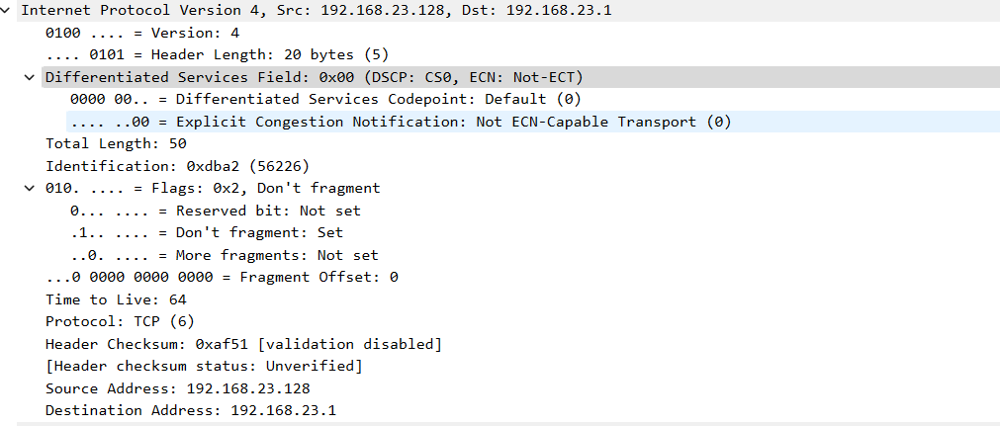 Internet Protocol Version 4, Src: 192.168.23.128, Dst: 192.168.23.1
0100 .... = Version: 4
.... 0101 = Header Length: 20 bytes (5)
Differentiated Services Field: 0x00 (DSCP: CS0, ECN: Not-ECT)
0000 00.. = Differentiated Services Codepoint: Default (0)
.... ..00 = Explicit Congestion Notification: Not ECN-Capable Transport (0)
Total Length: 50
Identification: 0xdba2 (56226)
010. .... = Flags: 0x2, Don't fragment
0... .... = Reserved bit: Not set
.1.. .... = Don't fragment: Set
..0. .... = More fragments: Not set
...0 0000 0000 0000 = Fragment Offset: 0
Time to Live: 64
Protocol: TCP (6)
Header Checksum: 0xaf51 [validation disabled]
[Header checksum status: Unverified]
Source Address: 192.168.23.128
Destination Address: 192.168.23.1